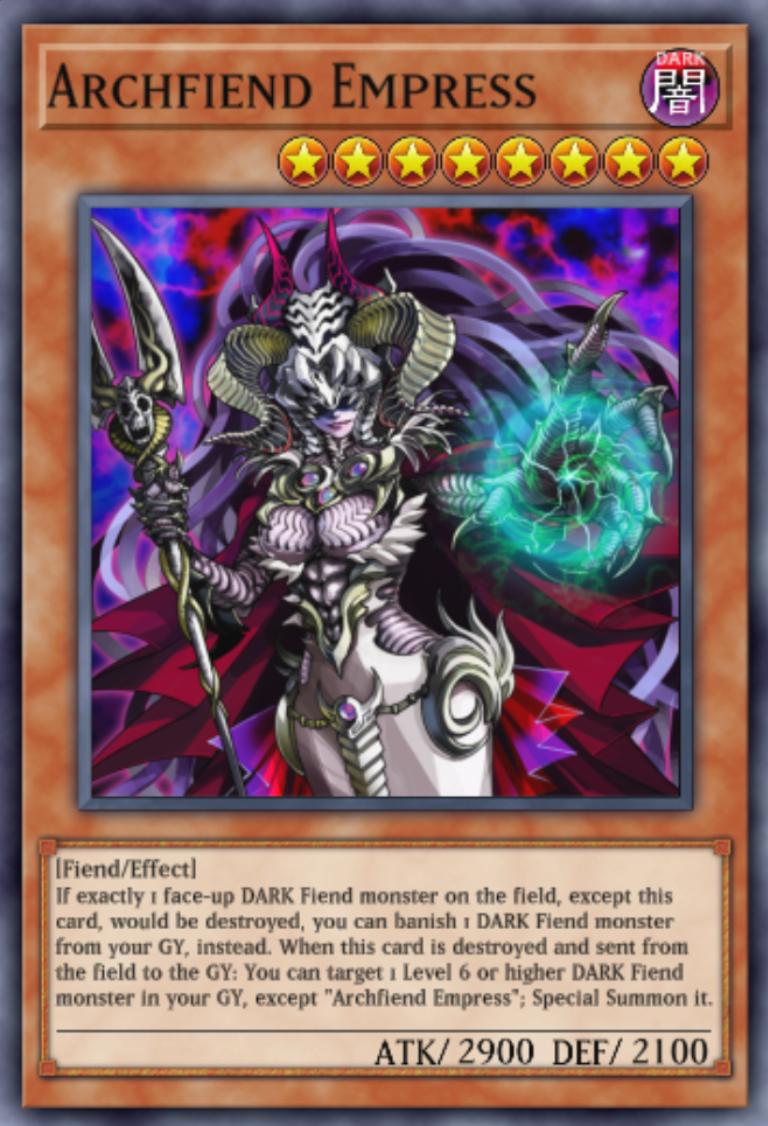 Archfiend Empress
DARK
闇
[Fiend/Effect]
If exactly 1 face-up DARK Fiend monster on the field, except this
card, would be destroyed, you can banish 1 DARK Fiend monster
from your GY, instead. When this card is destroyed and sent from
the field to the GY: You can target 1 Level 6 or higher DARK Fiend
monster in your GY, except "Archfiend Empress"; Special Summon it.
ATK/ 2900 DEF/ 2100